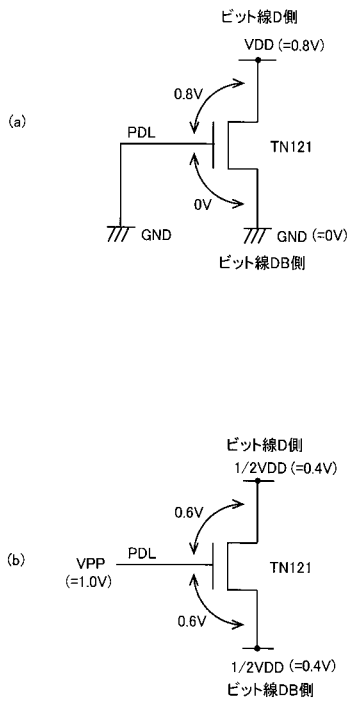 ビット線D側
VDD (=0.8V)
0.8V
(a)
PDL
TN121
0V
GND
GND (=0V)
ビット線DB側
ビット線D側
1/2VDD (=0.4V)
0.6V
(b)
VPP
PDL
TN121
(=1.0V)
0.6V
1/2VDD (=0.4V)
ビット線DB側